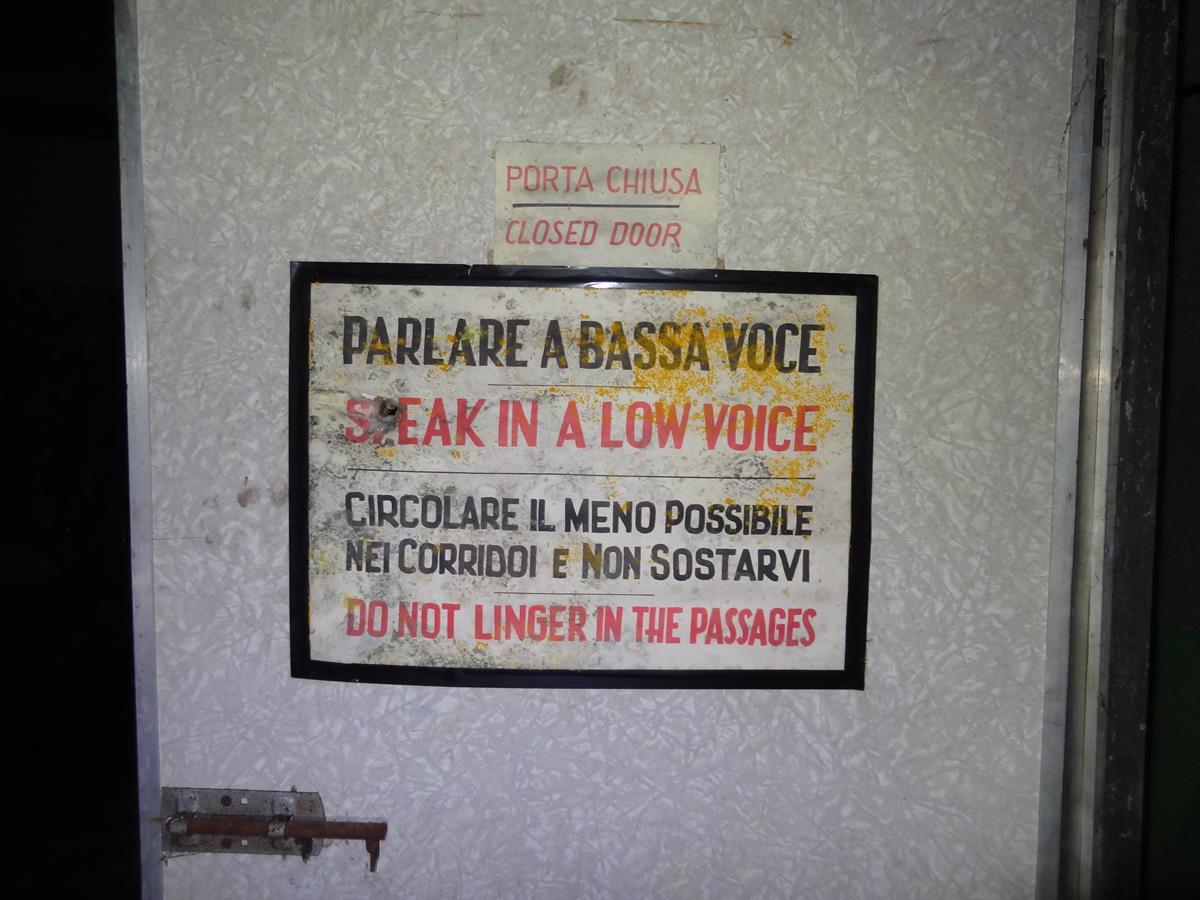 PORTA CHIUSA
CLOSED DOOR
PARLARE A BASSA VOCE
SPEAK IN A LOW VOICE
CIRCOLARE IL MENO POSSIBILE
NEI CORRIDOI E NON SOSTARVI
DO NOT LINGER IN THE PASSAGES